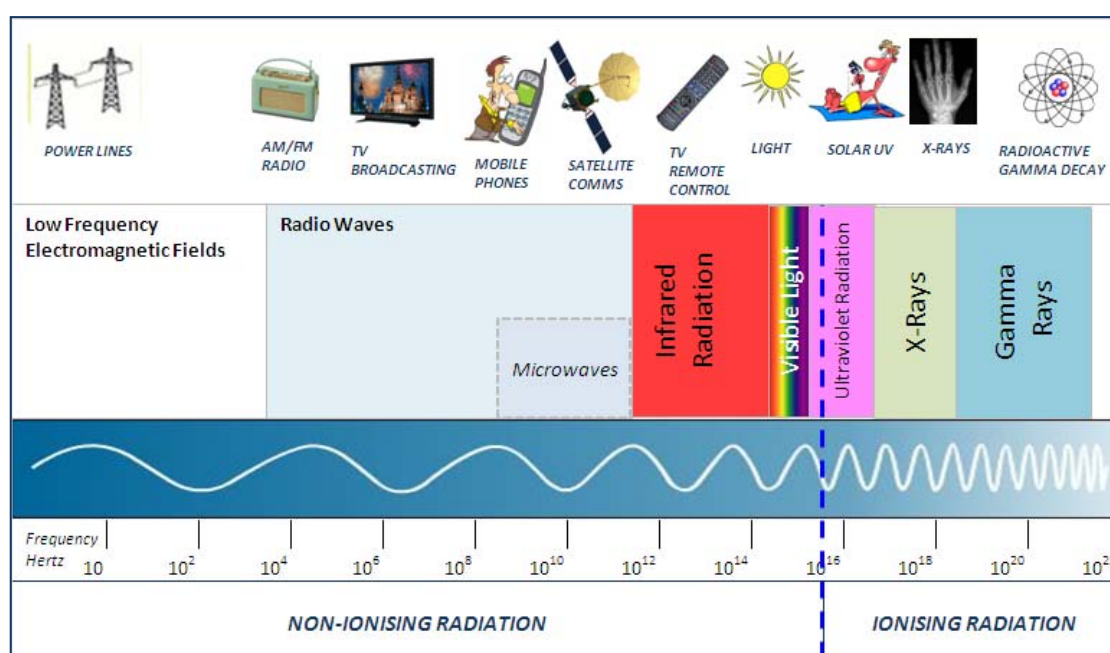 POWER LINES
AM/FM
RADIO
TV
BROADCASTING
MOBILE
PHONES
SATELLITE
COMMS
TV
REMOTE
CONTROL
LIGHT
SOLAR UV
X-RAYS
RADIOACTIVE
GAMMA DECAY
Low Frequency
Electromagnetic Fields
Radio Waves
Microwaves
Infrared
Radiation
Visible Light
Ultraviolet Radiation
X-Rays
Gamma
Rays
Frequency
Hertz
10 10² 10⁴ 10⁶ 10⁸ 10¹⁰ 10¹² 10¹⁴ 10¹⁶ 10¹⁸ 10²⁰
NON-IONISING RADIATION
IONISING RADIATION